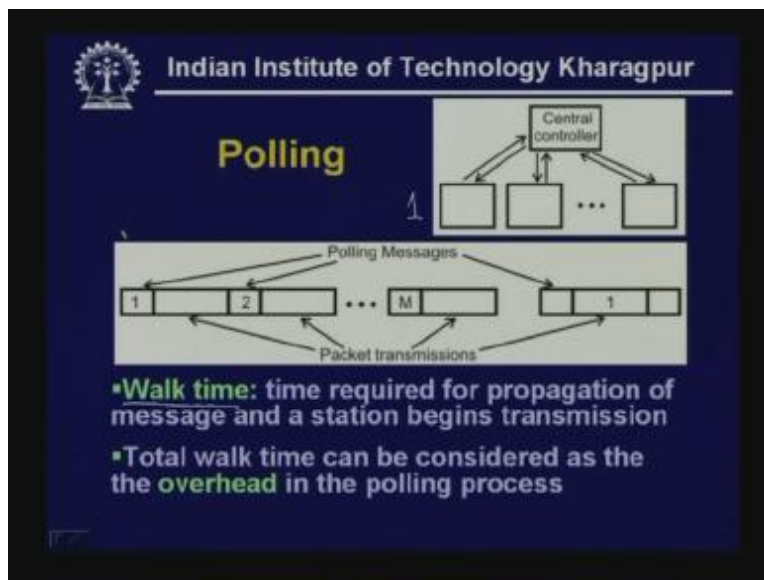 Indian Institute of Technology Kharagpur
Polling
Central
controller
1
Polling Messages
1 2 M 1
Packet transmissions
▪Walk time: time required for propagation of
message and a station begins transmission
▪Total walk time can be considered as the
the overhead in the polling process